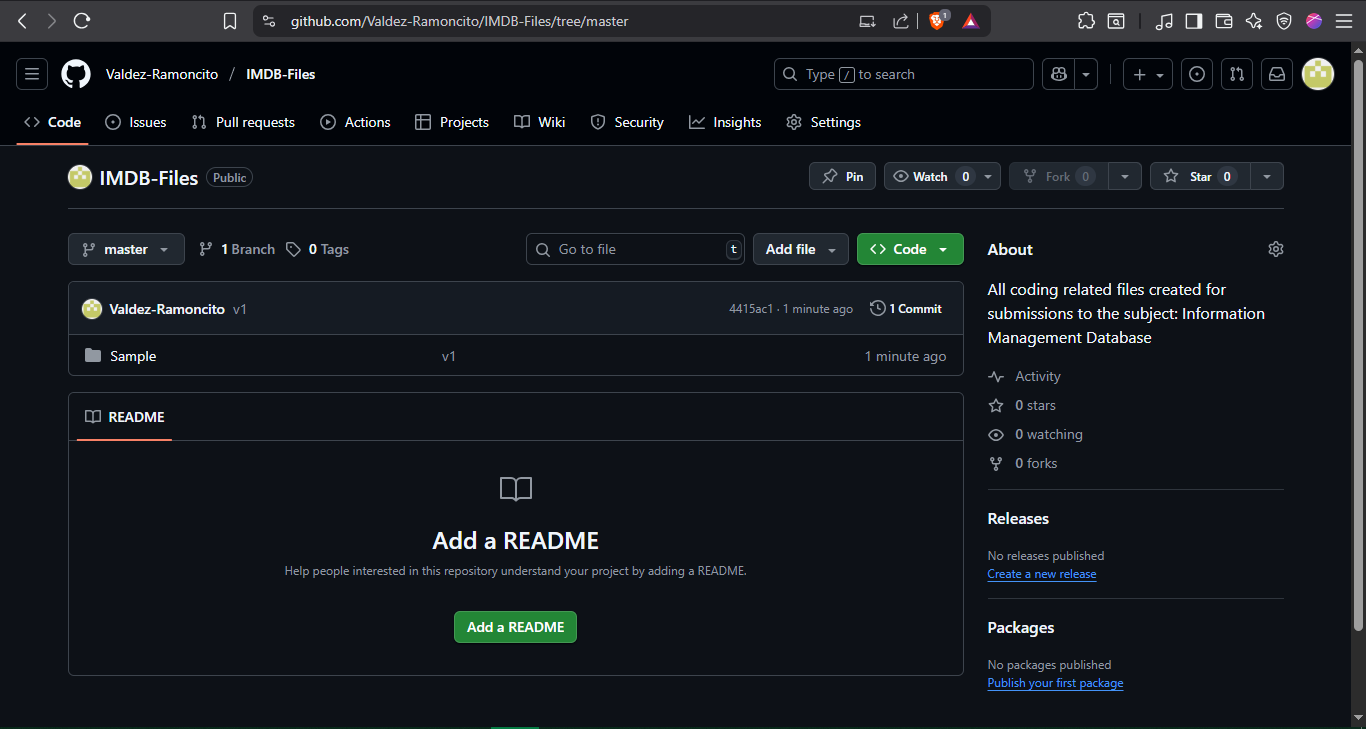 github.com/Valdez-Ramoncito/IMDB-Files/tree/master
1
Valdez-Ramoncito / IMDB-Files
Type / to search
Code Issues Pull requests Actions Projects Wiki Security Insights Settings
IMDB-Files Public
Pin Watch 0 Fork 0 Star 0
master 1 Branch 0 Tags Go to file t Add file Code
Valdez-Ramoncito v1 4415ac1 · 1 minute ago 1 Commit
Sample v1 1 minute ago
README
Add a README
Help people interested in this repository understand your project by adding a README.
Add a README
About
All coding related files created for
submissions to the subject: Information
Management Database
Activity
0 stars
0 watching
0 forks
Releases
No releases published
Create a new release
Packages
No packages published
Publish your first package